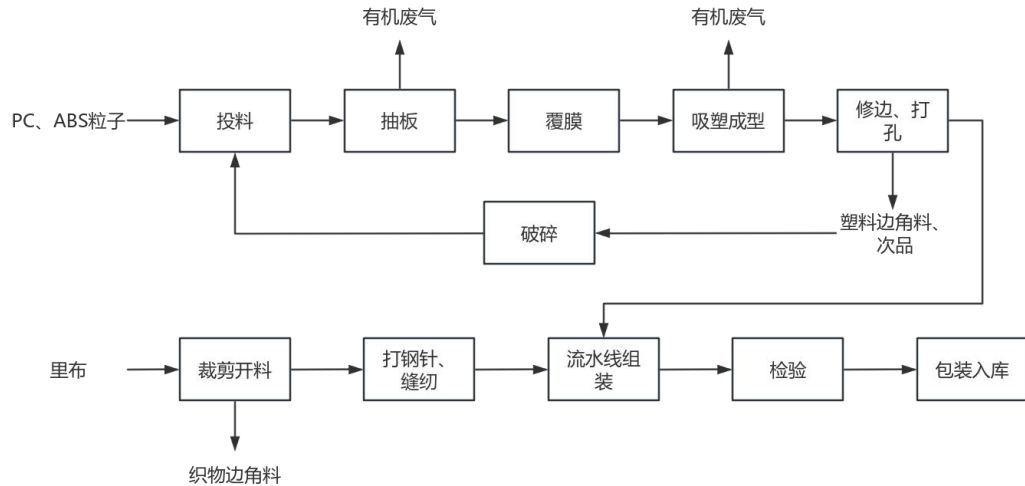 有机废气
有机废气
PC、ABS粒子
投料
抽板
覆膜
吸塑成型
修边、打
孔
破碎
塑料边角料、
次品
里布
裁剪开料
打钢针、
缝纫
流水线组
装
检验
包装入库
织物边角料